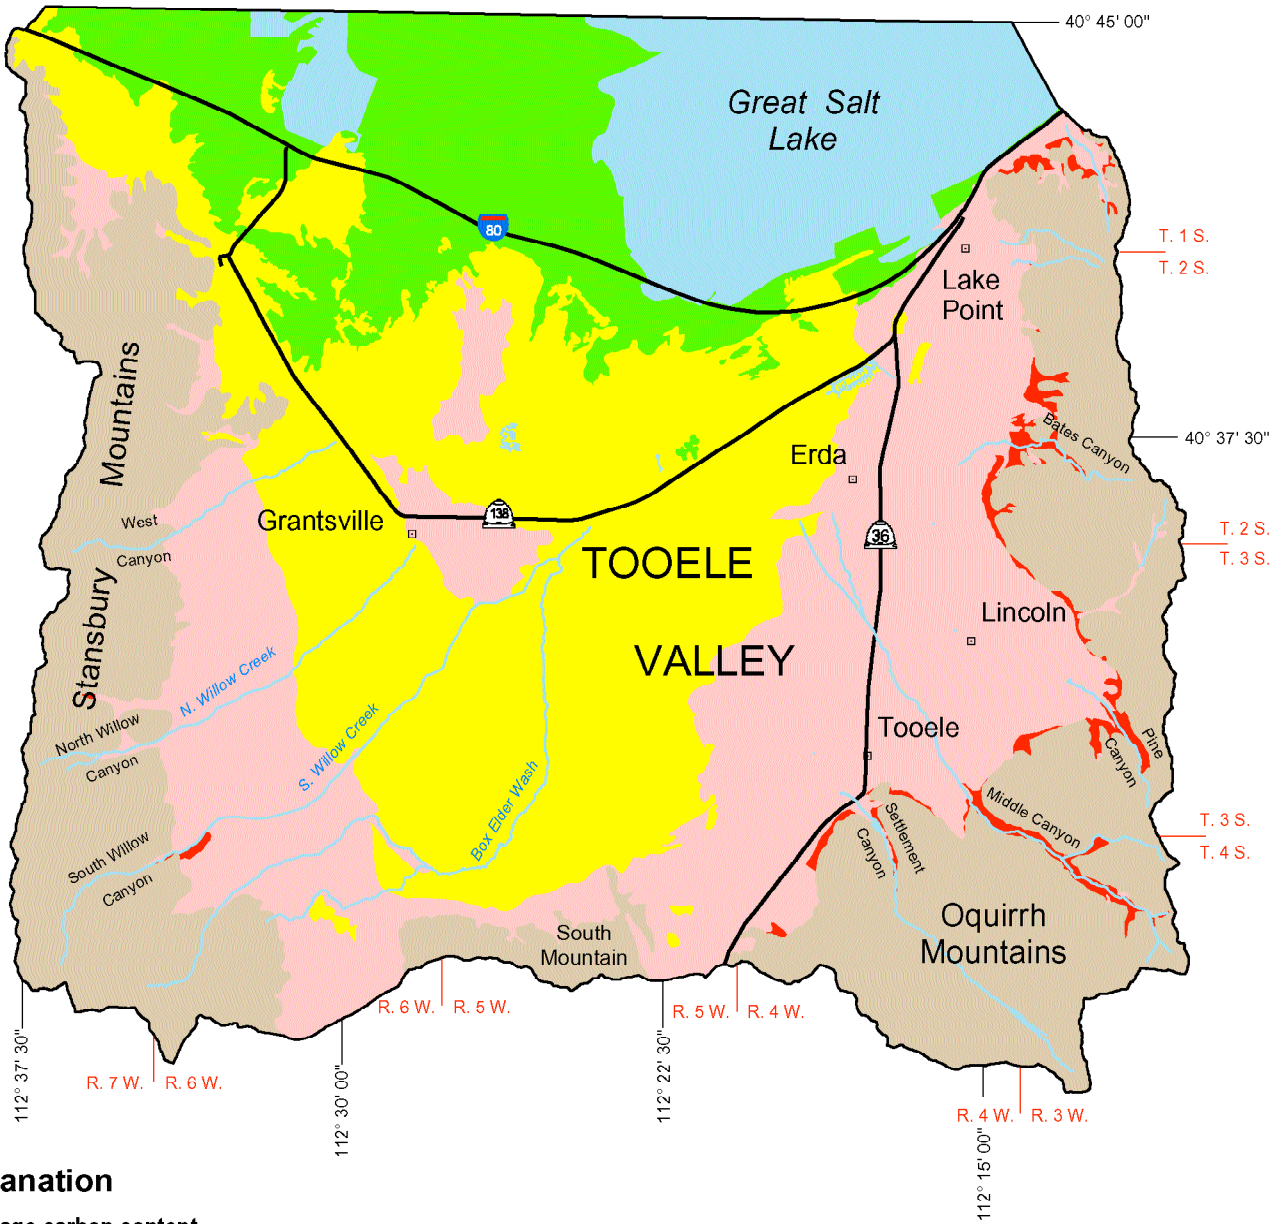 40° 45' 00"
Great Salt
Lake
80
T. 1 S.
T. 2 S.
Lake
Point
Mountains
Bates Canyon
40° 37' 30"
Erda
West
Canyon
Grantsville
138
36
T. 2 S.
T. 3 S.
TOOELE
Stansbury
Lincoln
VALLEY
N. Willow Creek
North Willow
Canyon
S. Willow Creek
Tooele
Pine
Canyon
Box Elder Wash
Middle Canyon
Settlement
Canyon
T. 3 S.
T. 4 S.
South Willow
Canyon
Oquirrh
Mountains
South
Mountain
R. 6 W. R. 5 W.
R. 5 W. R. 4 W.
112° 37' 30"
112° 30' 00"
112° 22' 30"
R. 7 W. R. 6 W.
R. 4 W. R. 3 W.
112° 15' 00"
anation